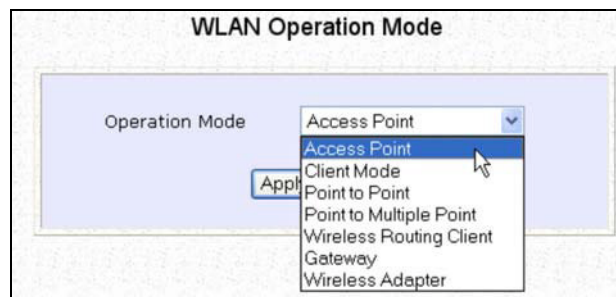 WLAN Operation Mode
Operation Mode
Access Point
Access Point
Client Mode
Apply
Point to Point
Point to Multiple Point
Wireless Routing Client
Gateway
Wireless Adapter